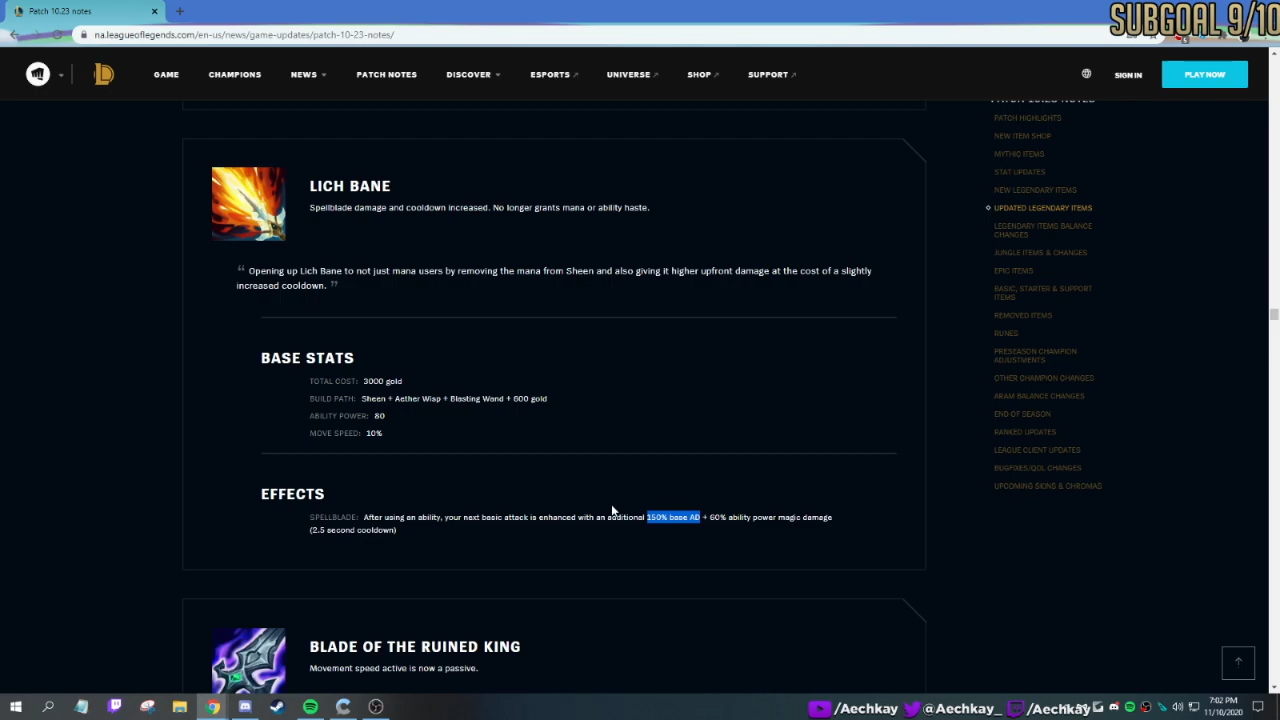 Patch 10.23 notes
SUBGOAL 9/10
na.leagueoflegends.com/en-us/news/game-updates/patch-10-23-notes/
GAME CHAMPIONS NEWS PATCH NOTES DISCOVER ESPORTS UNIVERSE SHOP SUPPORT SIGN IN PLAY NOW
LICH BANE
Spellblade damage and cooldown increased. No longer grants mana or ability haste.
“ Opening up Lich Bane to not just mana users by removing the mana from Sheen and also giving it higher upfront damage at the cost of a slightly
increased cooldown. ”
BASE STATS
TOTAL COST: 3000 gold
BUILD PATH: Sheen + Aether Wisp + Blasting Wand + 600 gold
ABILITY POWER: 80
MOVE SPEED: 10%
EFFECTS
SPELLBLADE: After using an ability, your next basic attack is enhanced with an additional 150% base AD + 60% ability power magic damage
(2.5 second cooldown)
BLADE OF THE RUINED KING
Movement speed active is now a passive.
PATCH 10.23 NOTES
PATCH HIGHLIGHTS
NEW ITEM SHOP
MYTHIC ITEMS
STAT UPDATES
NEW LEGENDARY ITEMS
UPDATED LEGENDARY ITEMS
LEGENDARY ITEMS BALANCE
CHANGES
JUNGLE ITEMS & CHANGES
EPIC ITEMS
BASIC, STARTER & SUPPORT
ITEMS
REMOVED ITEMS
RUNES
PRESEASON CHAMPION
ADJUSTMENTS
OTHER CHAMPION CHANGES
ARAM BALANCE CHANGES
END OF SEASON
RANKED UPDATES
LEAGUE CLIENT UPDATES
BUGFIXES/QOL CHANGES
UPCOMING SKINS & CHROMAS
/Aechkay @Aechkay_ /Aechkay
7:02 PM
11/10/2020